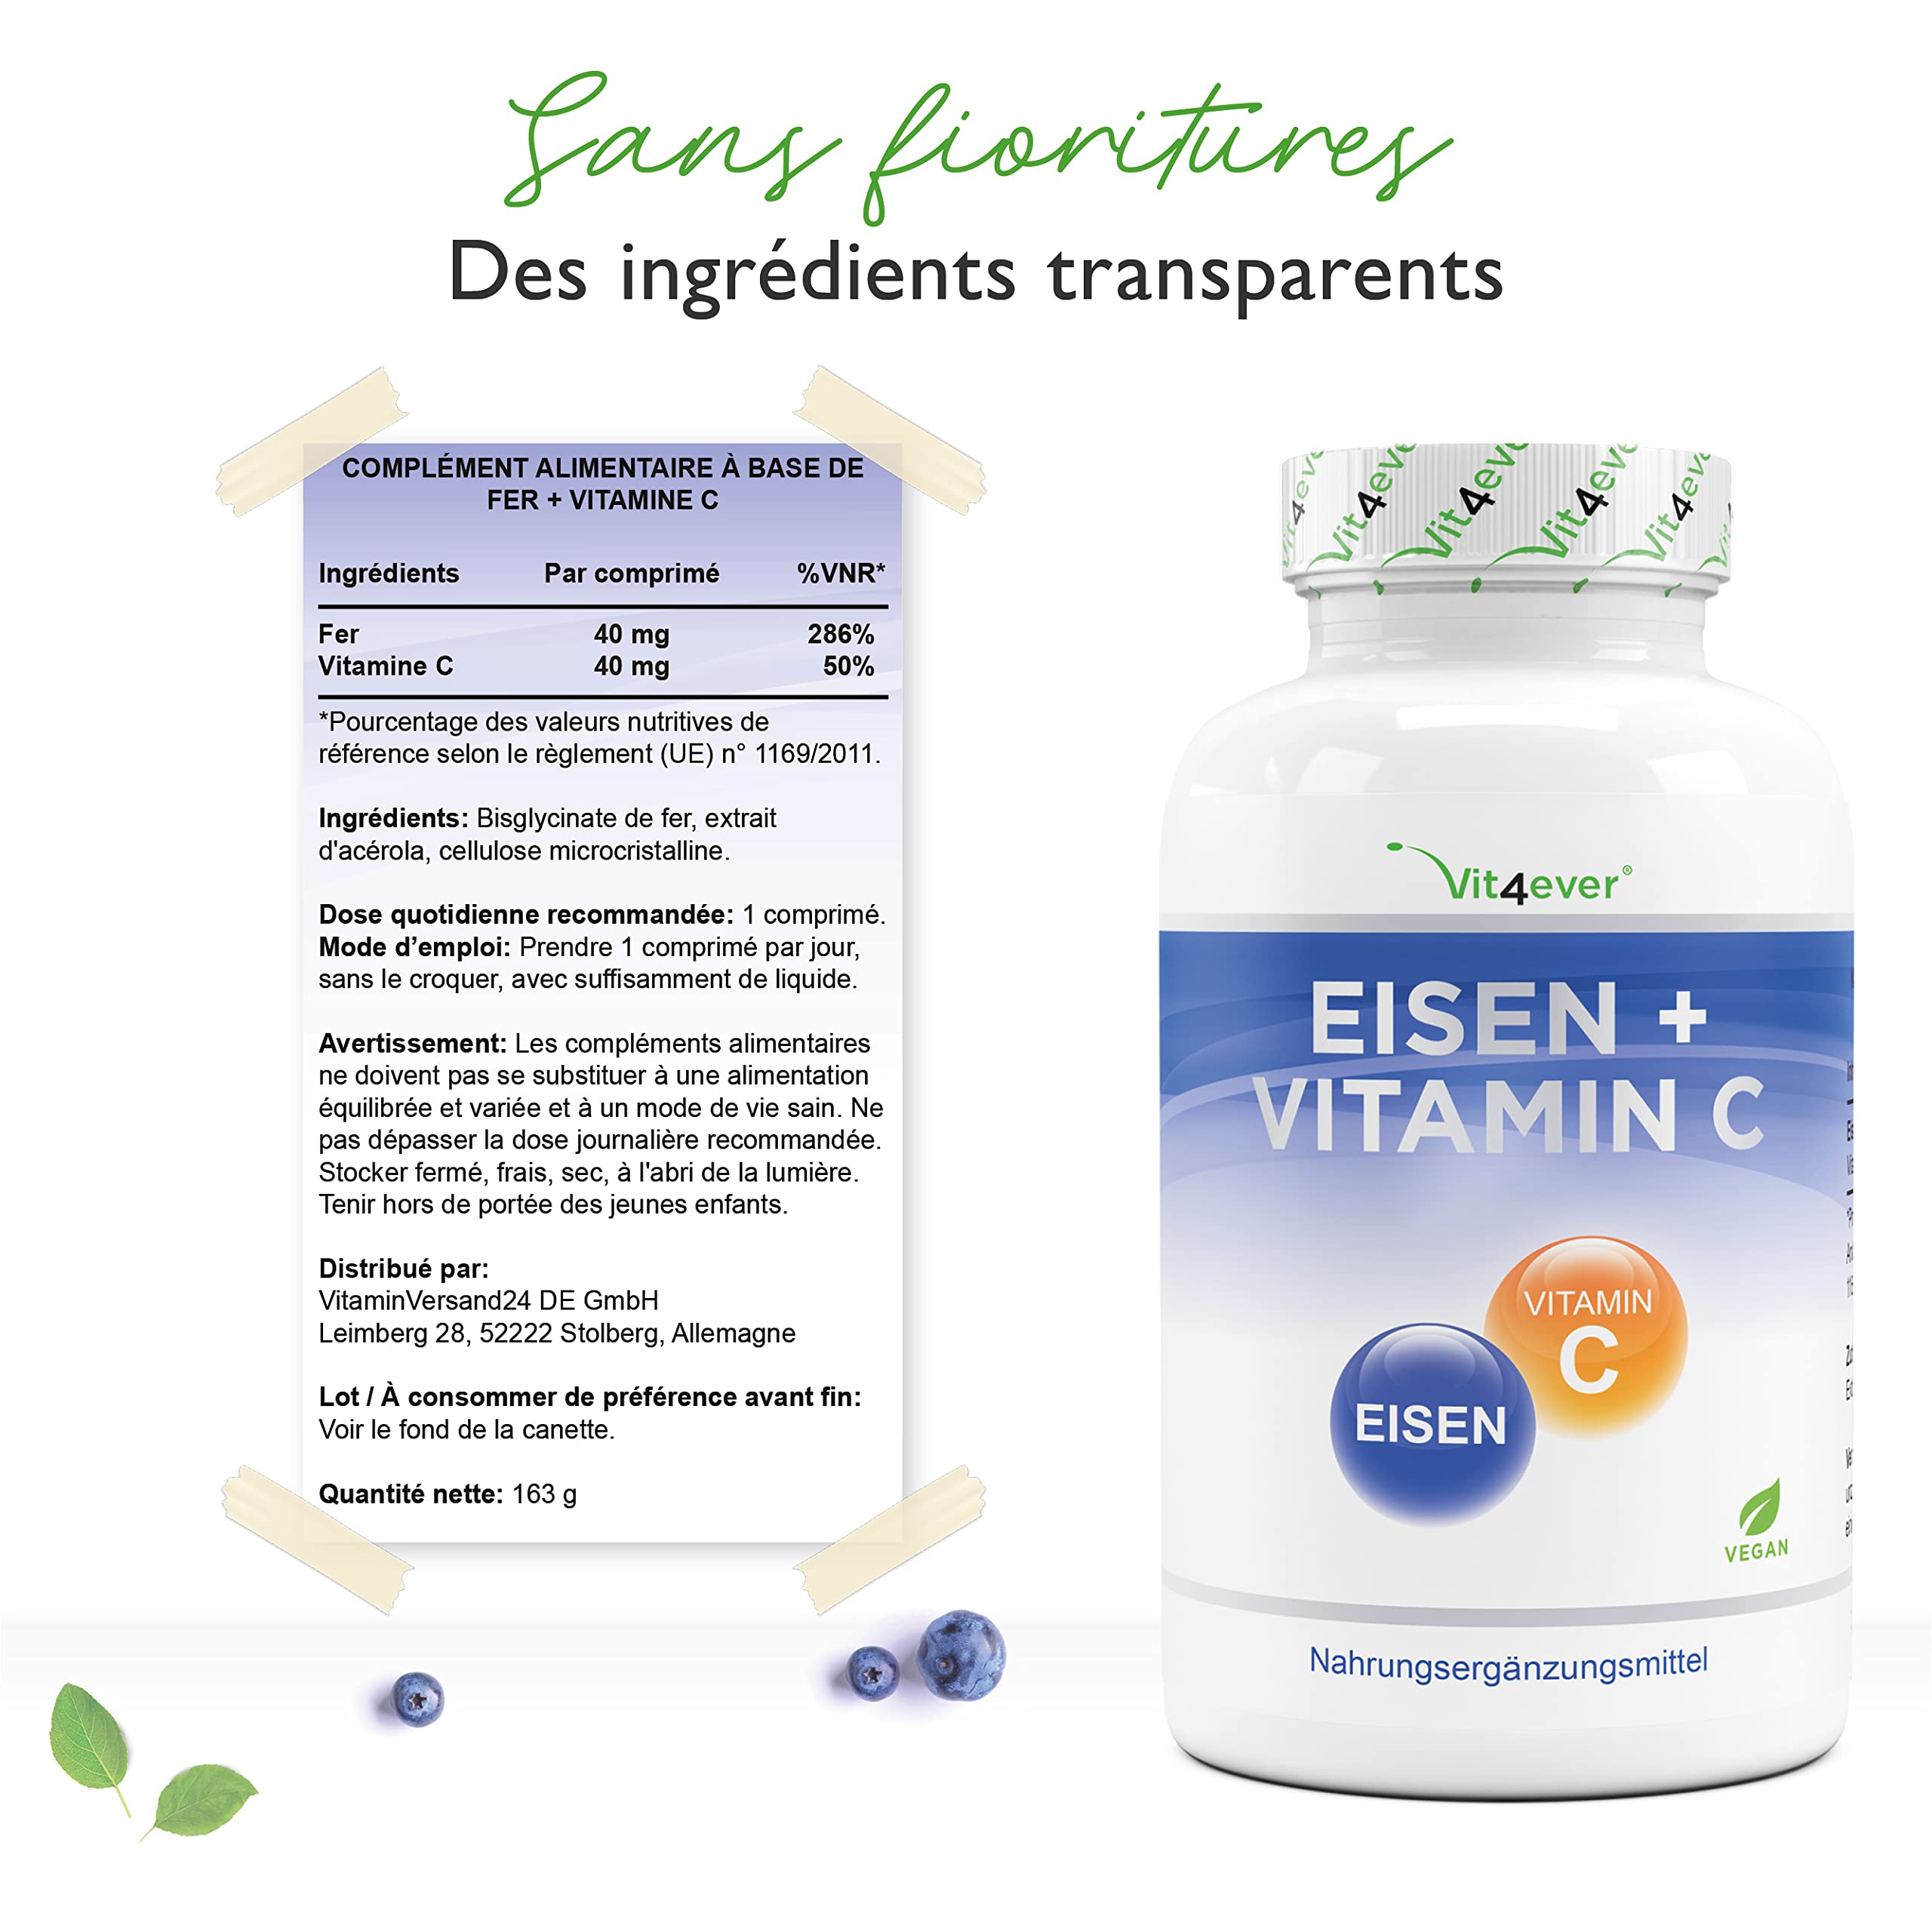 Sans fioritures
Des ingrédients transparents
COMPLÉMENT ALIMENTAIRE À BASE DE
FER + VITAMINE C
Ingrédients Par comprimé %VNR*
Fer 40 mg 286%
Vitamine C 40 mg 50%
*Pourcentage des valeurs nutritives de
référence selon le règlement (UE) n° 1169/2011.
Ingrédients: Bisglycinate de fer, extrait
d'acérola, cellulose microcristalline.
Dose quotidienne recommandée: 1 comprimé.
Mode d’emploi: Prendre 1 comprimé par jour,
sans le croquer, avec suffisamment de liquide.
Avertissement: Les compléments alimentaires
ne doivent pas se substituer à une alimentation
équilibrée et variée et à un mode de vie sain. Ne
pas dépasser la dose journalière recommandée.
Stocker fermé, frais, sec, à l'abri de la lumière.
Tenir hors de portée des jeunes enfants.
Distribué par:
VitaminVersand24 DE GmbH
Leimberg 28, 52222 Stolberg, Allemagne
Lot / À consommer de préférence avant fin:
Voir le fond de la canette.
Quantité nette: 163 g
Vit4ever®
EISEN +
VITAMIN C
VITAMIN
C
EISEN
VEGAN
Nahrungsergänzungsmittel